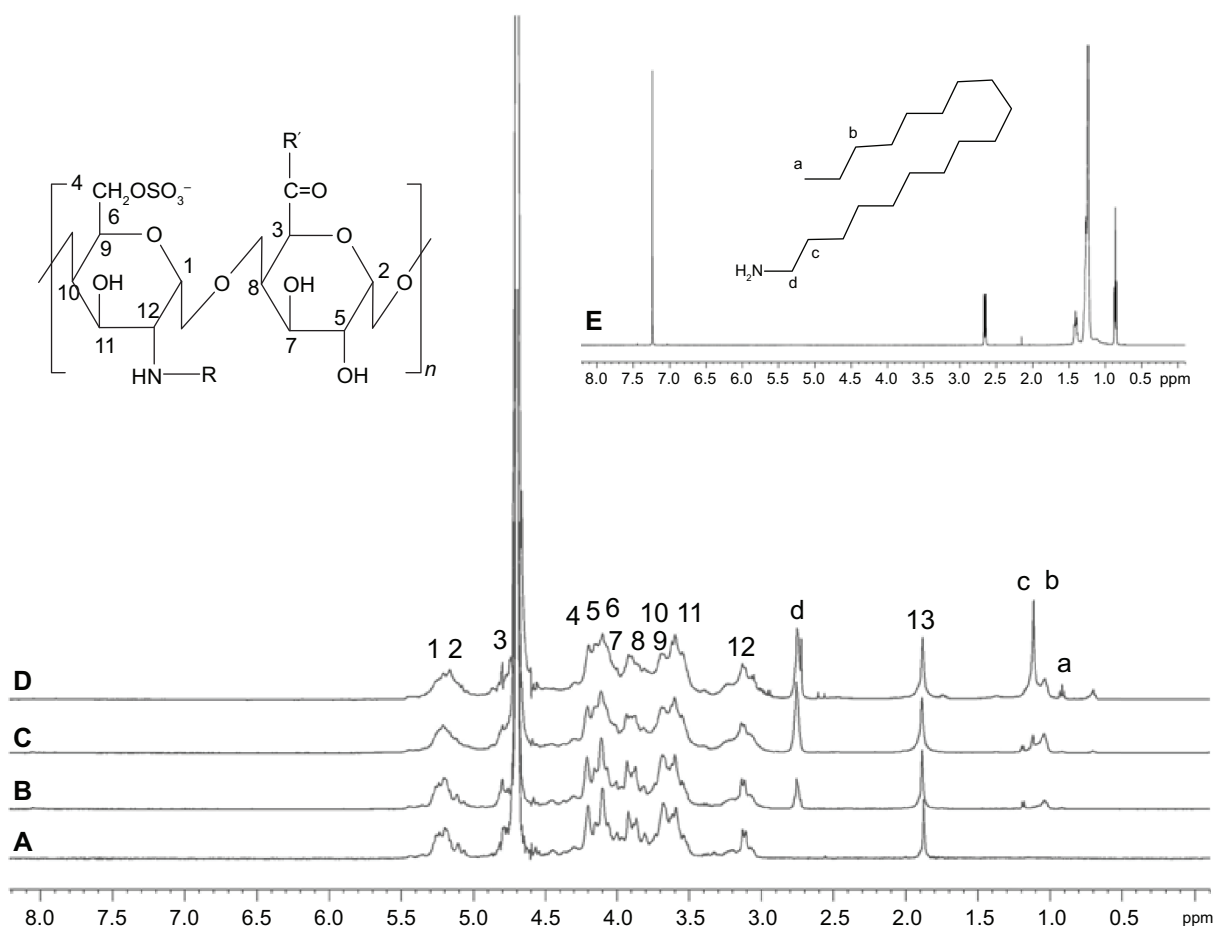 R′
4
CH₂OSO₃⁻
C=O
6
3
O
O
9
1
2
OH
O
OH
O
10
8
12
5
11
7
HN
R
OH
n
b
a
c
H₂N
d
E
8.0 7.5 7.0 6.5 6.0 5.5 5.0 4.5 4.0 3.5 3.0 2.5 2.0 1.5 1.0 0.5 ppm
1 2 3 4 5 6 7 8 9 10 11 12 d 13 c b a
D
C
B
A
8.0 7.5 7.0 6.5 6.0 5.5 5.0 4.5 4.0 3.5 3.0 2.5 2.0 1.5 1.0 0.5 ppm